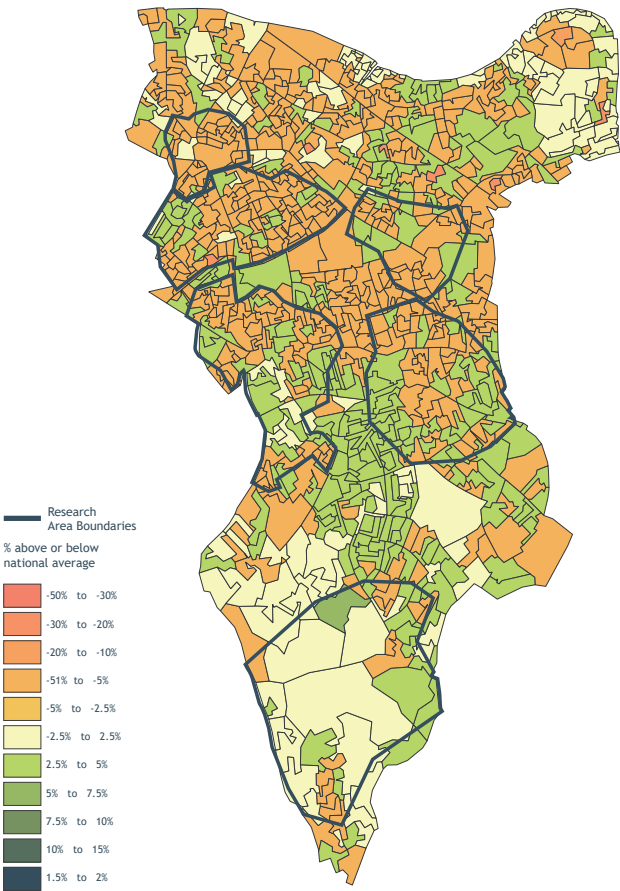 Research
Area Boundaries
% above or below
national average
-50% to -30%
-30% to -20%
-20% to -10%
-51% to -5%
-5% to -2.5%
-2.5% to 2.5%
2.5% to 5%
5% to 7.5%
7.5% to 10%
10% to 15%
1.5% to 2%